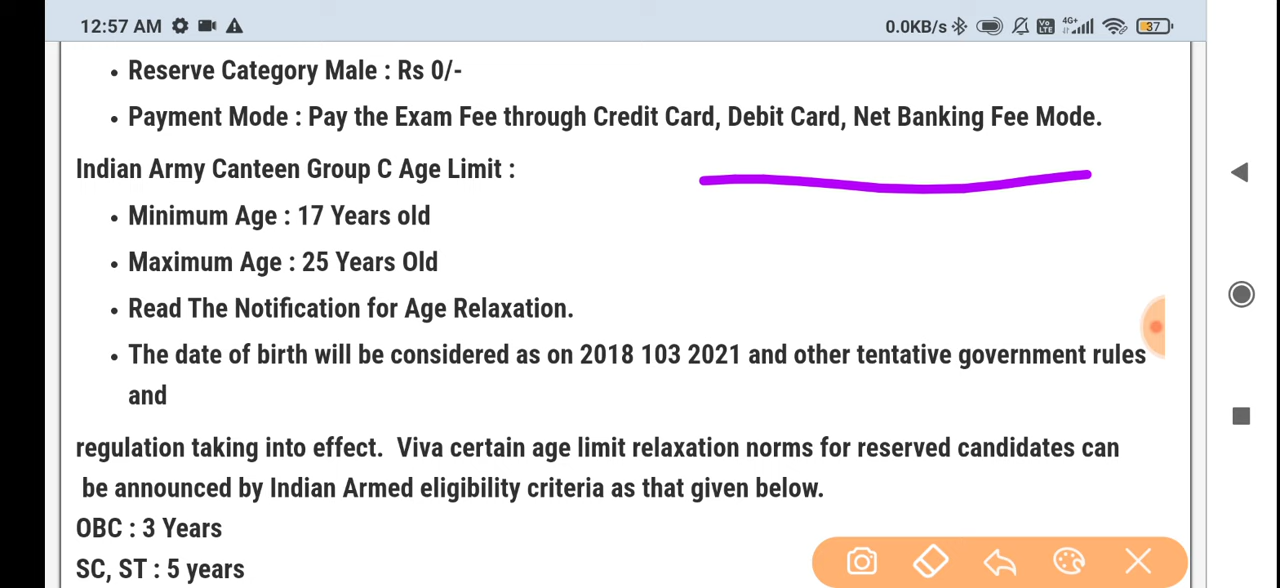 12:57 AM 0.0KB/s Vo LTE 4G+ 37
• Reserve Category Male : Rs 0/-
• Payment Mode : Pay the Exam Fee through Credit Card, Debit Card, Net Banking Fee Mode.
Indian Army Canteen Group C Age Limit :
• Minimum Age : 17 Years old
• Maximum Age : 25 Years Old
• Read The Notification for Age Relaxation.
• The date of birth will be considered as on 2018 103 2021 and other tentative government rules
and
regulation taking into effect.  Viva certain age limit relaxation norms for reserved candidates can
be announced by Indian Armed eligibility criteria as that given below.
OBC : 3 Years
SC, ST : 5 years